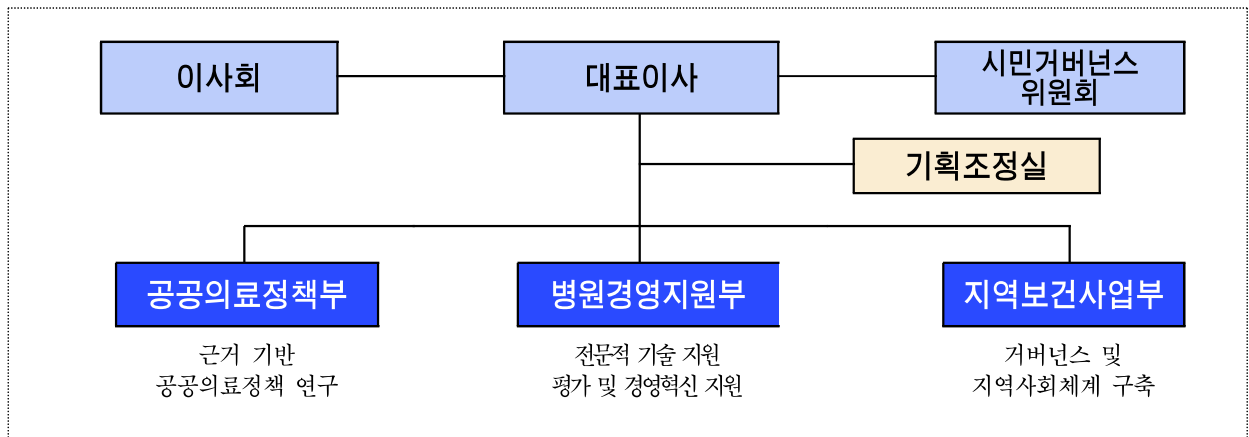 이사회
대표이사
시민거버넌스
위원회
기획조정실
공공의료정책부
병원경영지원부
지역보건사업부
근거 기반
공공의료정책 연구
전문적 기술 지원
평가 및 경영혁신 지원
거버넌스 및
지역사회체계 구축